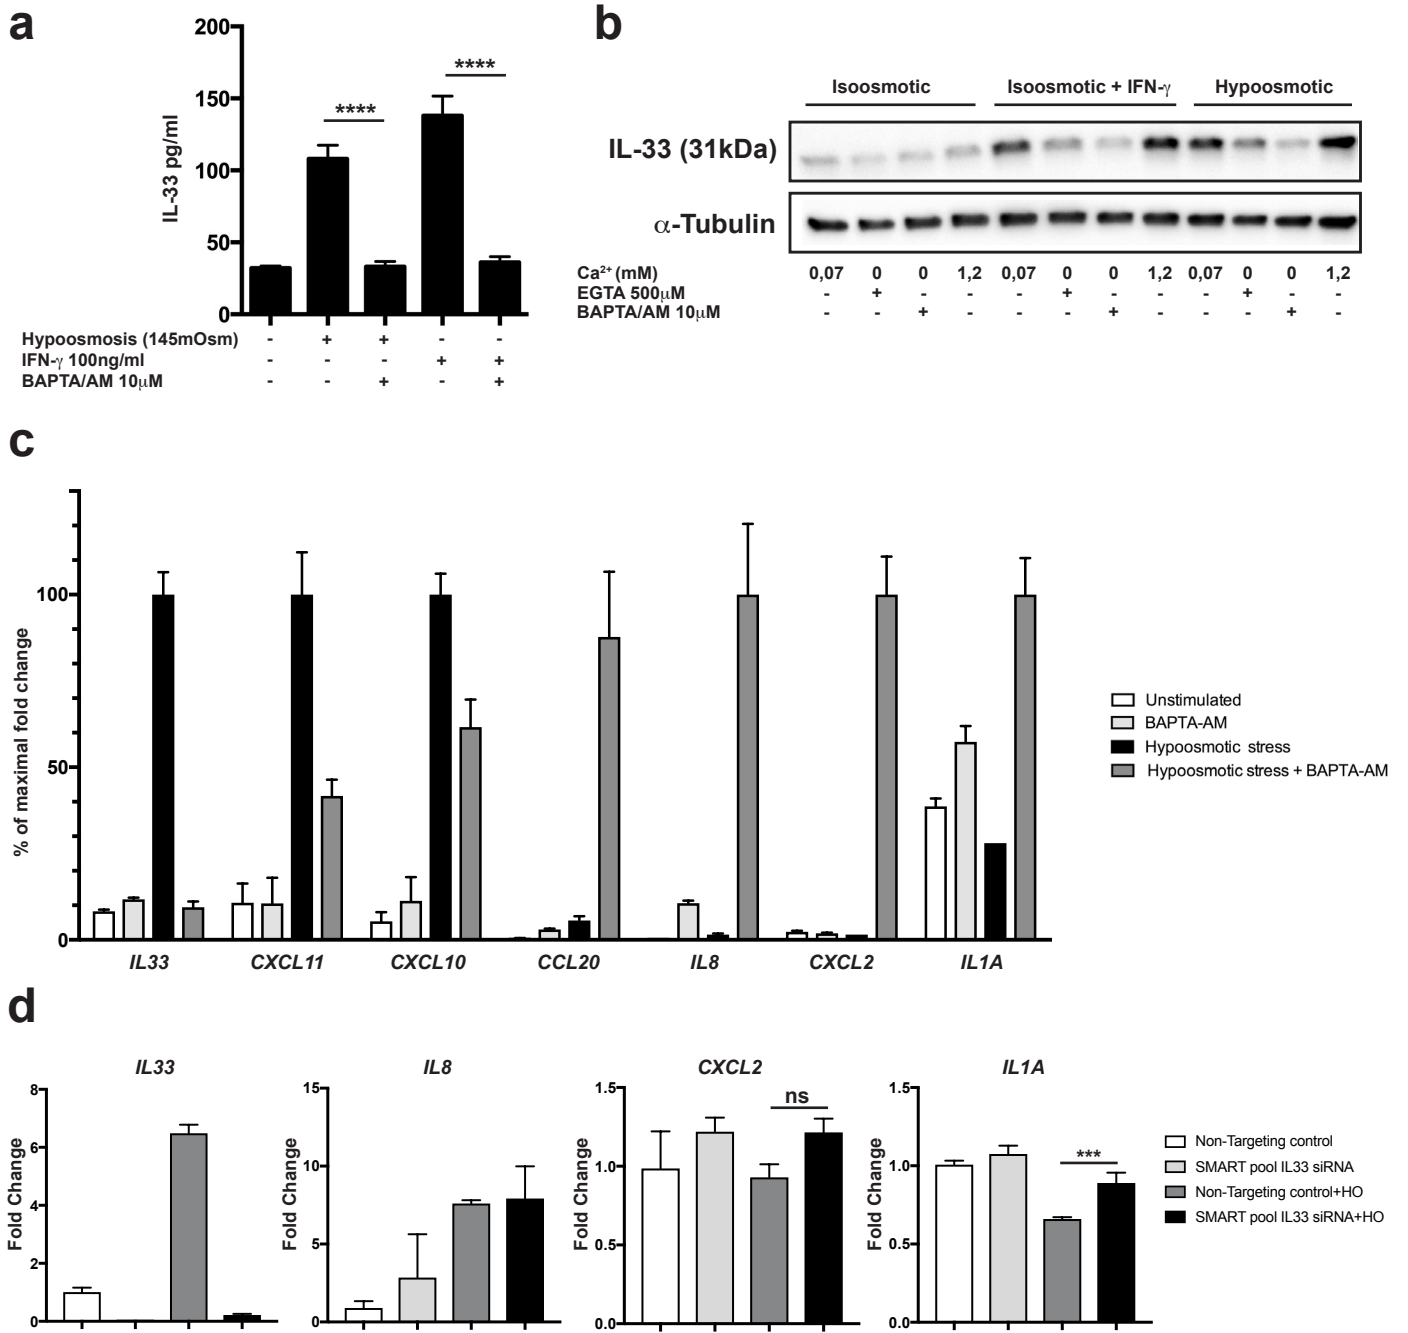 a
200
150
100
50
0
IL-33 pg/ml
****
****
Hypoosmosis (145mOsm) - + + - -
IFN-γ 100ng/ml - - - + +
BAPTA/AM 10μM - - + - +
b
Isoosmotic Isoosmotic + IFN-γ Hypoosmotic
IL-33 (31kDa)
α-Tubulin
Ca²⁺ (mM) 0,07 0 0 1,2 0,07 0 0 1,2 0,07 0 0 1,2
EGTA 500μM - + - - - + - - - + - -
BAPTA/AM 10μM - - + - - - + - - - + -
c
% of maximal fold change
100
50
0
IL33 CXCL11 CXCL10 CCL20 IL8 CXCL2 IL1A
Unstimulated
BAPTA-AM
Hypoosmotic stress
Hypoosmotic stress + BAPTA-AM
d
IL33
Fold Change
8
6
4
2
0
IL8
Fold Change
15
10
5
0
CXCL2
Fold Change
1.5
1.0
0.5
0.0
ns
IL1A
Fold Change
1.5
1.0
0.5
0.0
***
Non-Targeting control
SMART pool IL33 siRNA
Non-Targeting control+HO
SMART pool IL33 siRNA+HO